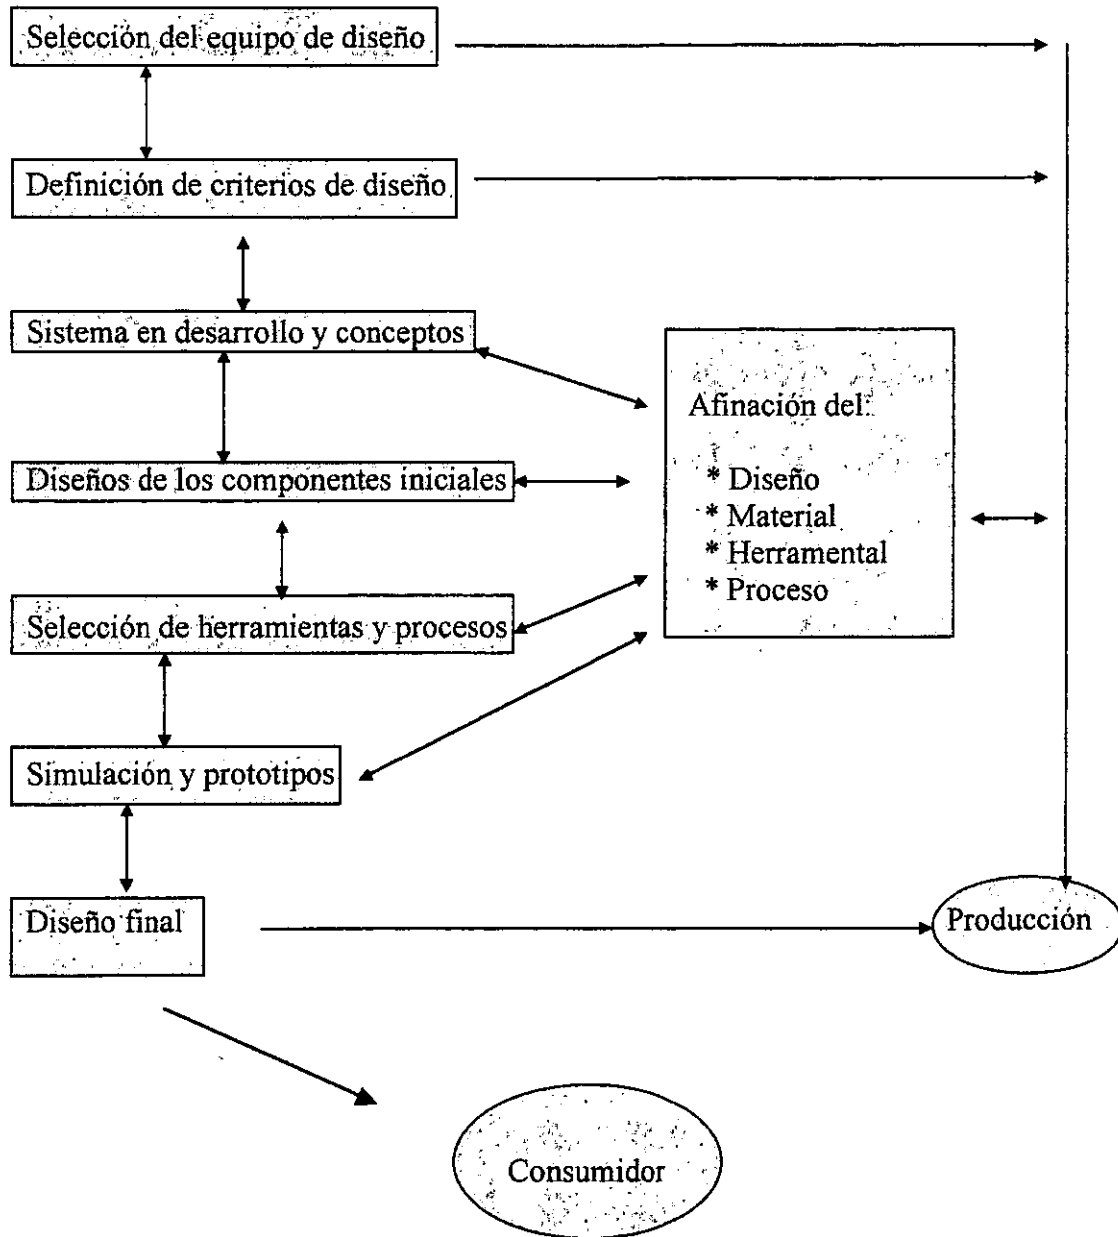 Selección del equipo de diseño
Definición de criterios de diseño
Sistema en desarrollo y conceptos
Diseños de los componentes iniciales
Selección de herramientas y procesos
Simulación y prototipos
Diseño final
Afinación del:
* Diseño
* Material
* Herramental
* Proceso
Producción
Consumidor